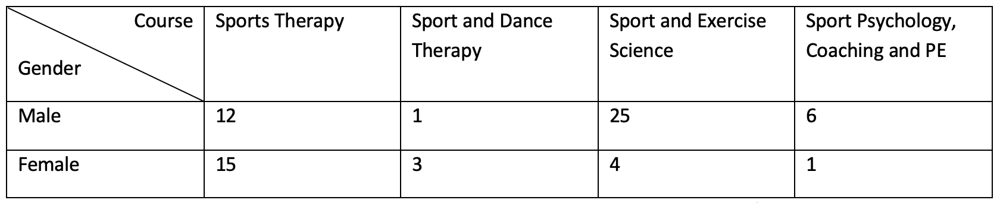 Course
Gender
Sports Therapy
Sport and Dance
Therapy
Sport and Exercise
Science
Sport Psychology,
Coaching and PE
Male 12 1 25 6
Female 15 3 4 1